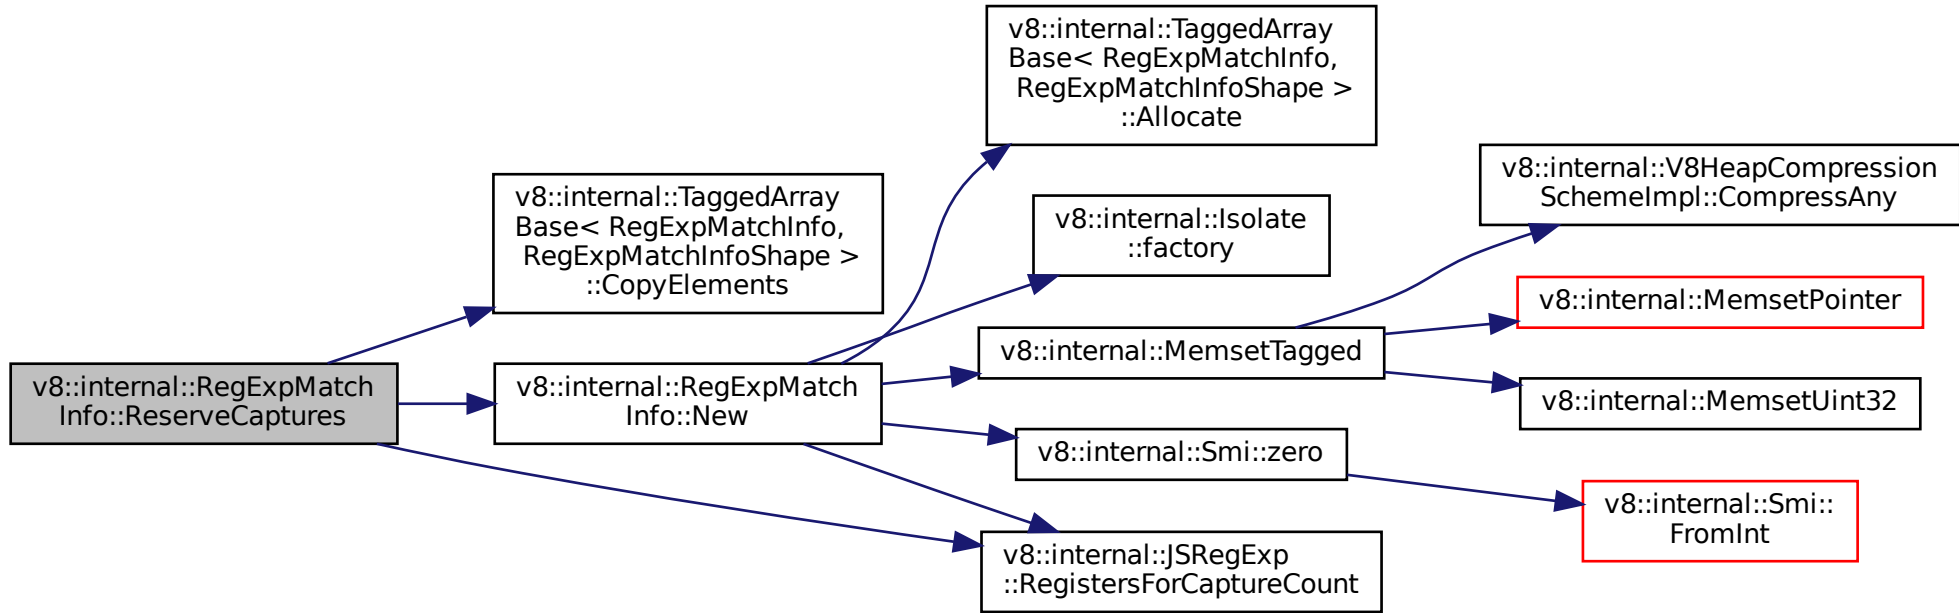 v8::internal::RegExpMatch
Info::ReserveCaptures
v8::internal::TaggedArray
Base< RegExpMatchInfo,
RegExpMatchInfoShape >
::CopyElements
v8::internal::RegExpMatch
Info::New
v8::internal::TaggedArray
Base< RegExpMatchInfo,
RegExpMatchInfoShape >
::Allocate
v8::internal::Isolate
::factory
v8::internal::MemsetTagged
v8::internal::Smi::zero
v8::internal::JSRegExp
::RegistersForCaptureCount
v8::internal::V8HeapCompression
SchemeImpl::CompressAny
v8::internal::MemsetPointer
v8::internal::MemsetUint32
v8::internal::Smi::
FromInt